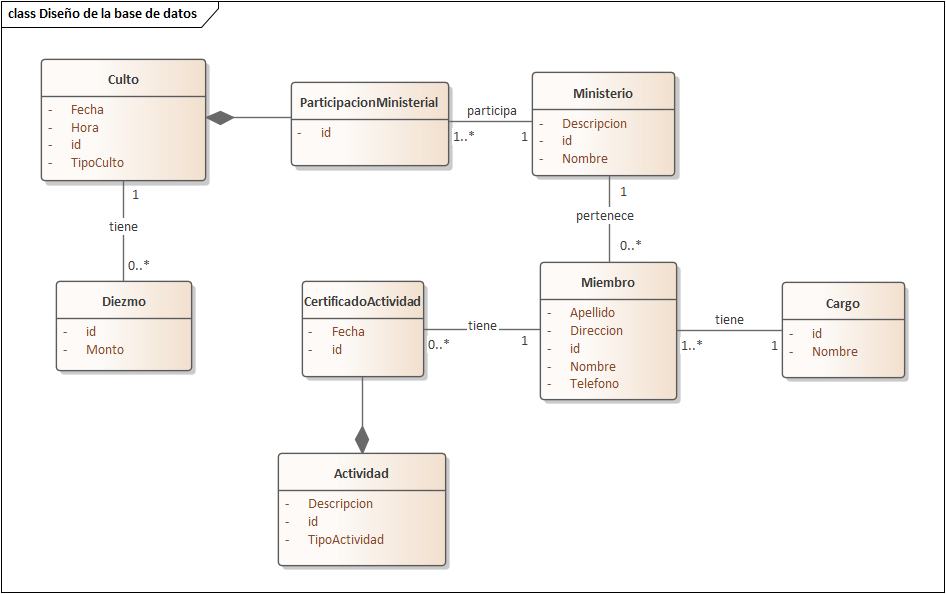 class Diseño de la base de datos
Culto
- Fecha
- Hora
- id
- TipoCulto
ParticipacionMinisterial
- id
participa
1..*
1
Ministerio
- Descripcion
- id
- Nombre
1
tiene
0..*
1
pertenece
0..*
Diezmo
- id
- Monto
CertificadoActividad
- Fecha
- id
tiene
0..*
1
Miembro
- Apellido
- Direccion
- id
- Nombre
- Telefono
tiene
1..*
1
Cargo
- id
- Nombre
Actividad
- Descripcion
- id
- TipoActividad